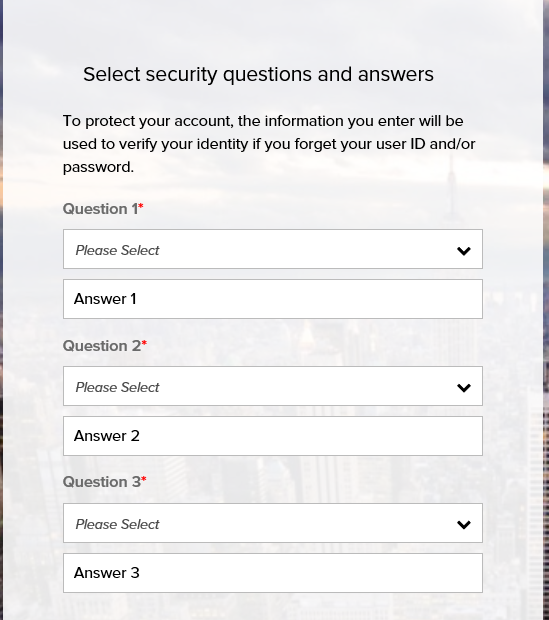 Select security questions and answers
To protect your account, the information you enter will be
used to verify your identity if you forget your user ID and/or
password.
Question 1*
Please Select
Answer 1
Question 2*
Please Select
Answer 2
Question 3*
Please Select
Answer 3